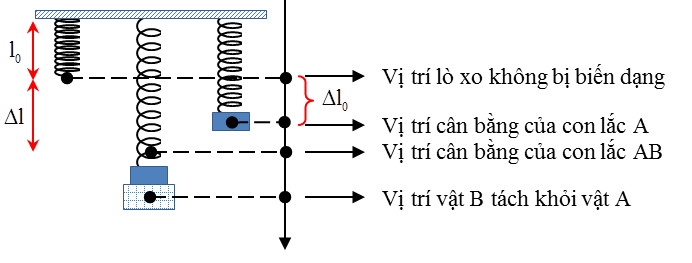 l₀
Δl
Δl₀
Vị trí lò xo không bị biến dạng
Vị trí cân bằng của con lắc A
Vị trí cân bằng của con lắc AB
Vị trí vật B tách khỏi vật A